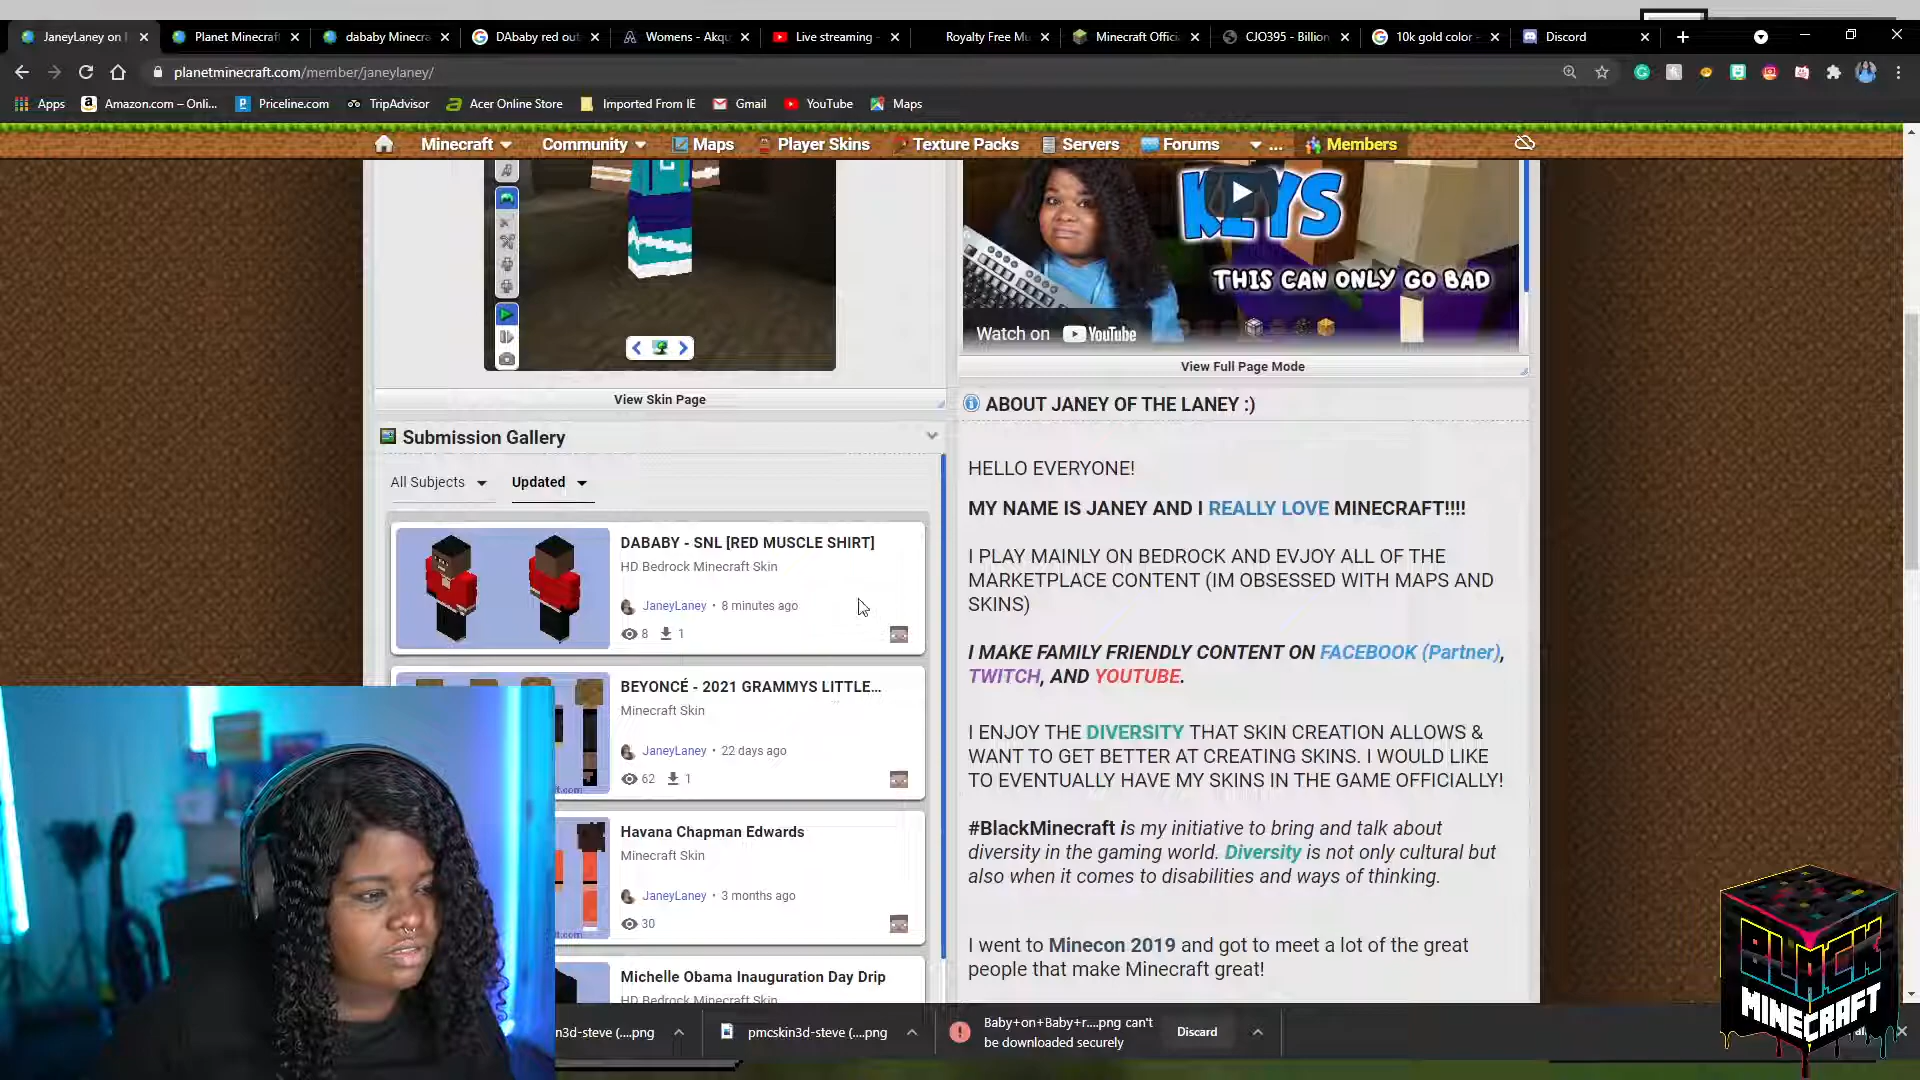 JaneyLaney on
Planet Minecraft
dababy Minecra
DAbaby red out
Womens - Akqu
Live streaming -
Royalty Free Mu
Minecraft Offici
CJO395 - Billion
10k gold color -
Discord
planetminecraft.com/member/janeylaney/
Apps
Amazon.com – Onli...
Priceline.com
TripAdvisor
Acer Online Store
Imported From IE
Gmail
YouTube
Maps
Minecraft
Community
Maps
Player Skins
Texture Packs
Servers
Forums
...
Members
KEYS
THIS CAN ONLY GO BAD
Watch on YouTube
View Full Page Mode
View Skin Page
Submission Gallery
All Subjects
Updated
DABABY - SNL [RED MUSCLE SHIRT]
HD Bedrock Minecraft Skin
JaneyLaney • 8 minutes ago
8 1
BEYONCÉ - 2021 GRAMMYS LITTLE...
Minecraft Skin
JaneyLaney • 22 days ago
62 1
Havana Chapman Edwards
Minecraft Skin
JaneyLaney • 3 months ago
30
Michelle Obama Inauguration Day Drip
HD Bedrock Minecraft Skin
ABOUT JANEY OF THE LANEY :)
HELLO EVERYONE!
MY NAME IS JANEY AND I REALLY LOVE MINECRAFT!!!!
I PLAY MAINLY ON BEDROCK AND EVJOY ALL OF THE
MARKETPLACE CONTENT (IM OBSESSED WITH MAPS AND
SKINS)
I MAKE FAMILY FRIENDLY CONTENT ON FACEBOOK (Partner),
TWITCH, AND YOUTUBE.
I ENJOY THE DIVERSITY THAT SKIN CREATION ALLOWS &
WANT TO GET BETTER AT CREATING SKINS. I WOULD LIKE
TO EVENTUALLY HAVE MY SKINS IN THE GAME OFFICIALLY!
#BlackMinecraft is my initiative to bring and talk about
diversity in the gaming world. Diversity is not only cultural but
also when it comes to disabilities and ways of thinking.
I went to Minecon 2019 and got to meet a lot of the great
people that make Minecraft great!
in3d-steve (....png
pmcskin3d-steve (....png
Baby+on+Baby+r....png can't
be downloaded securely
Discard
BLACK
MINECRAFT